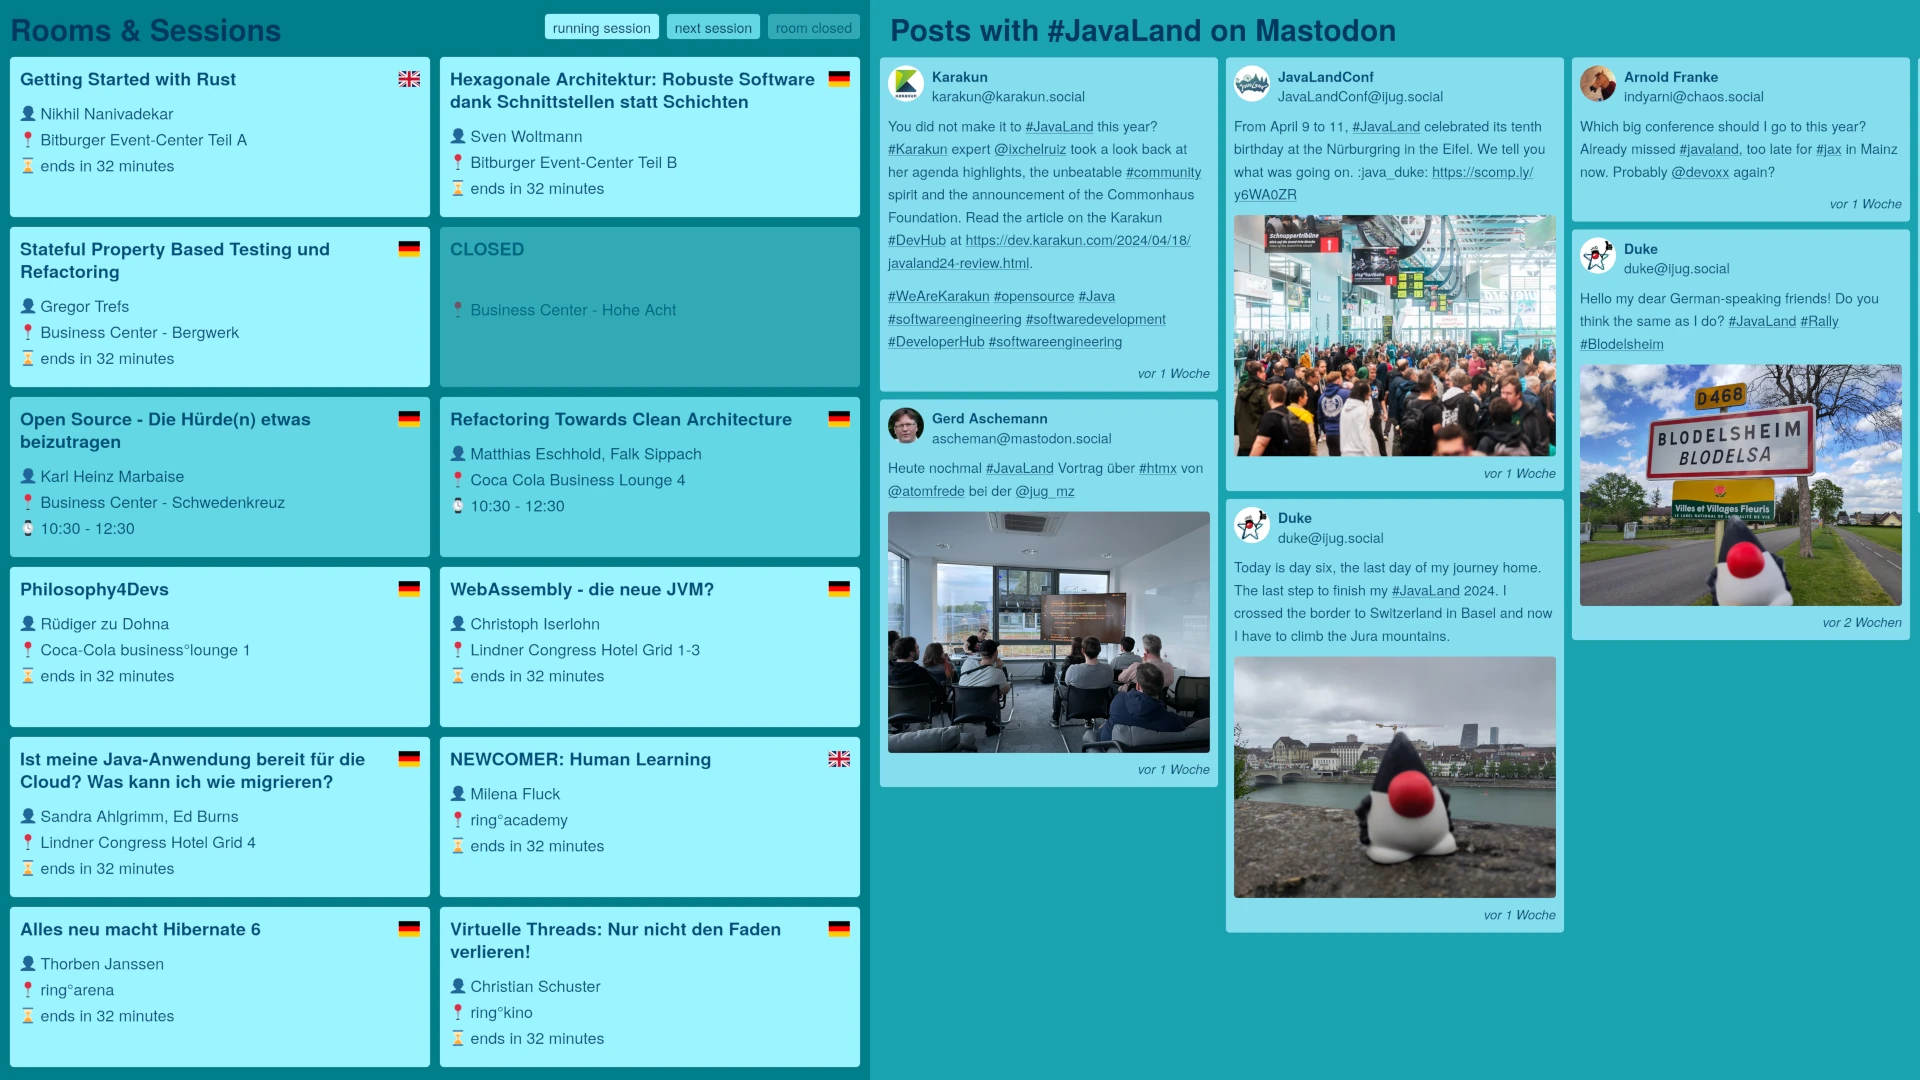 Rooms & Sessions
running session
next session
room closed
Getting Started with Rust
Nikhil Nanivadekar
Bitburger Event-Center Teil A
ends in 32 minutes
Hexagonale Architektur: Robuste Software
dank Schnittstellen statt Schichten
Sven Woltmann
Bitburger Event-Center Teil B
ends in 32 minutes
Stateful Property Based Testing und
Refactoring
Gregor Trefs
Business Center - Bergwerk
ends in 32 minutes
CLOSED
Business Center - Hohe Acht
Open Source - Die Hürde(n) etwas
beizutragen
Karl Heinz Marbaise
Business Center - Schwedenkreuz
10:30 - 12:30
Refactoring Towards Clean Architecture
Matthias Eschhold, Falk Sippach
Coca Cola Business Lounge 4
10:30 - 12:30
Philosophy4Devs
Rüdiger zu Dohna
Coca-Cola business°lounge 1
ends in 32 minutes
WebAssembly - die neue JVM?
Christoph Iserlohn
Lindner Congress Hotel Grid 1-3
ends in 32 minutes
Ist meine Java-Anwendung bereit für die
Cloud? Was kann ich wie migrieren?
Sandra Ahlgrimm, Ed Burns
Lindner Congress Hotel Grid 4
ends in 32 minutes
NEWCOMER: Human Learning
Milena Fluck
ring°academy
ends in 32 minutes
Alles neu macht Hibernate 6
Thorben Janssen
ring°arena
ends in 32 minutes
Virtuelle Threads: Nur nicht den Faden
verlieren!
Christian Schuster
ring°kino
ends in 32 minutes
Posts with #JavaLand on Mastodon
Karakun
karakun@karakun.social
You did not make it to #JavaLand this year?
#Karakun expert @ixchelruiz took a look back at
her agenda highlights, the unbeatable #community
spirit and the announcement of the Commonhaus
Foundation. Read the article on the Karakun
#DevHub at https://dev.karakun.com/2024/04/18/
javaland24-review.html.
#WeAreKarakun #opensource #Java
#softwareengineering #softwaredevelopment
#DeveloperHub #softwareengineering
vor 1 Woche
Gerd Aschemann
ascheman@mastodon.social
Heute nochmal #JavaLand Vortrag über #htmx von
@atomfrede bei der @jug_mz
vor 1 Woche
JavaLandConf
JavaLandConf@ijug.social
From April 9 to 11, #JavaLand celebrated its tenth
birthday at the Nürburgring in the Eifel. We tell you
what was going on. :java_duke: https://scomp.ly/
y6WA0ZR
Schnuppertribüne
vor 1 Woche
Duke
duke@ijug.social
Today is day six, the last day of my journey home.
The last step to finish my #JavaLand 2024. I
crossed the border to Switzerland in Basel and now
I have to climb the Jura mountains.
vor 1 Woche
Arnold Franke
indyarni@chaos.social
Which big conference should I go to this year?
Already missed #javaland, too late for #jax in Mainz
now. Probably @devoxx again?
vor 1 Woche
Duke
duke@ijug.social
Hello my dear German-speaking friends! Do you
think the same as I do? #JavaLand #Rally
#Blodelsheim
D 468
BLODELSHEIM
BLODELSA
Villes et Villages Fleuris
vor 2 Wochen